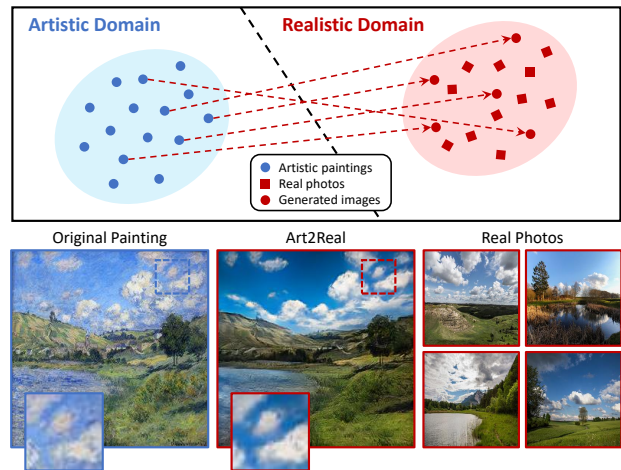 Artistic Domain
Realistic Domain
Artistic paintings
Real photos
Generated images
Original Painting
Art2Real
Real Photos